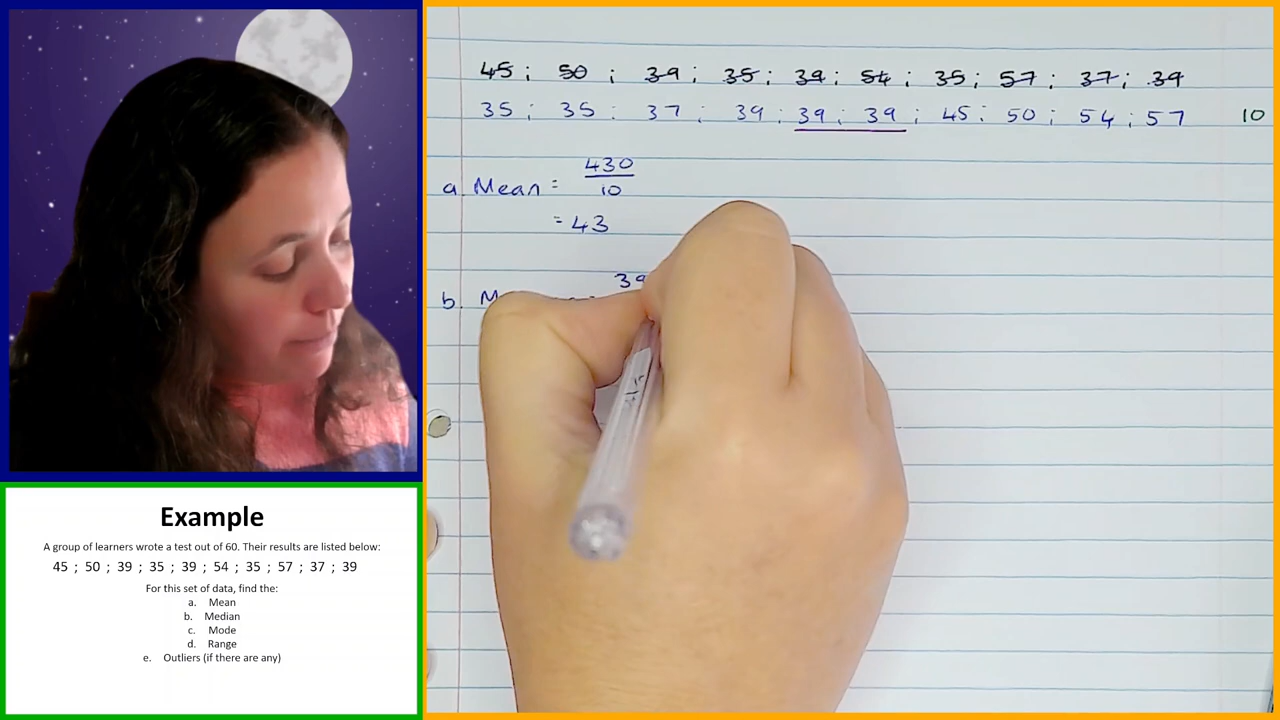 45 ; 50 ; 39 ; 35 ; 39 ; 54 ; 35 ; 57 ; 37 ; 39
35 ; 35 ; 37 ; 39 ; 39 ; 39 ; 45 ; 50 ; 54 ; 57 10
a. Mean = 430
10
= 43
b. M
39
Example
A group of learners wrote a test out of 60. Their results are listed below:
45 ; 50 ; 39 ; 35 ; 39 ; 54 ; 35 ; 57 ; 37 ; 39
For this set of data, find the:
a. Mean
b. Median
c. Mode
d. Range
e. Outliers (if there are any)